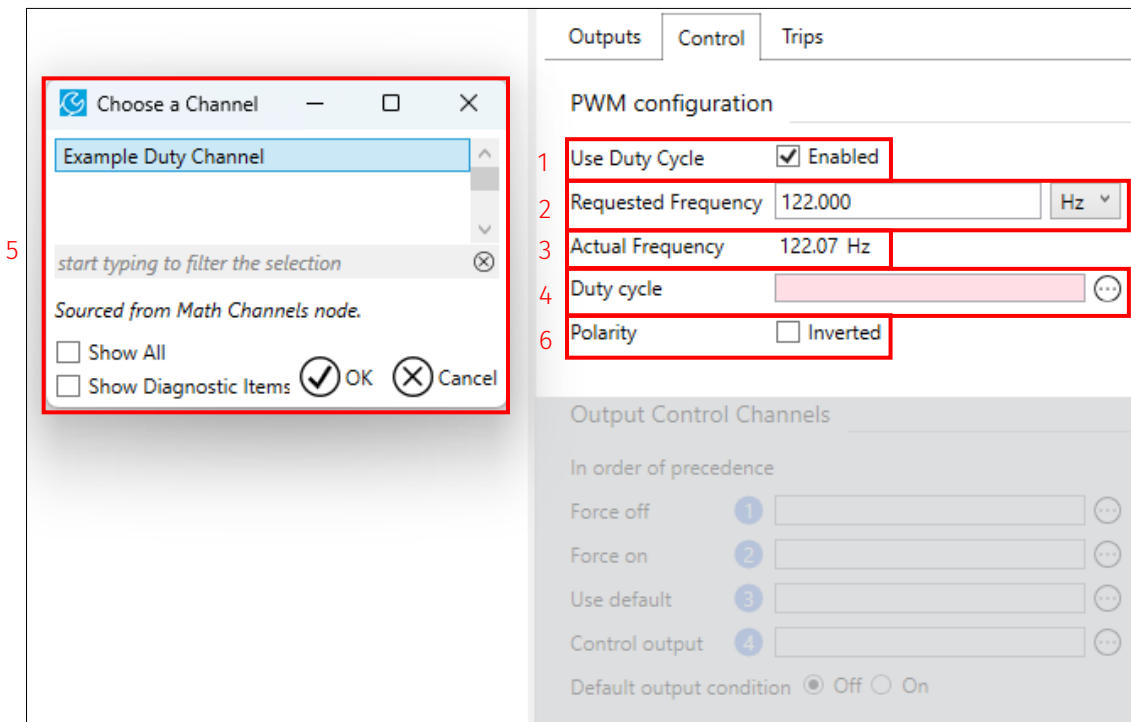 Outputs Control Trips
Choose a Channel
Example Duty Channel
start typing to filter the selection
Sourced from Math Channels node.
Show All
Show Diagnostic Items
OK
Cancel
5
PWM configuration
1 Use Duty Cycle Enabled
2 Requested Frequency 122.000 Hz
3 Actual Frequency 122.07 Hz
4 Duty cycle
6 Polarity Inverted
Output Control Channels
In order of precedence
Force off 1
Force on 2
Use default 3
Control output 4
Default output condition Off On